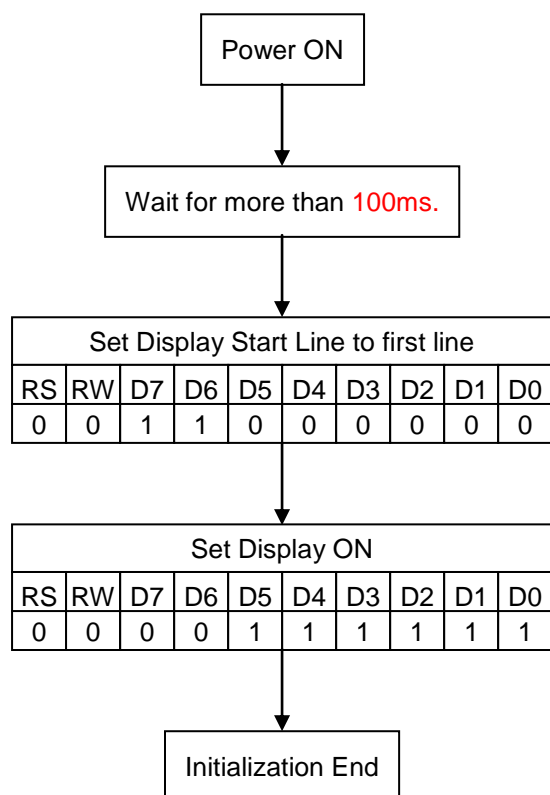 Power ON
Wait for more than 100ms.
Set Display Start Line to first line
RS RW D7 D6 D5 D4 D3 D2 D1 D0
0 0 1 1 0 0 0 0 0 0
Set Display ON
RS RW D7 D6 D5 D4 D3 D2 D1 D0
0 0 0 0 1 1 1 1 1 1
Initialization End